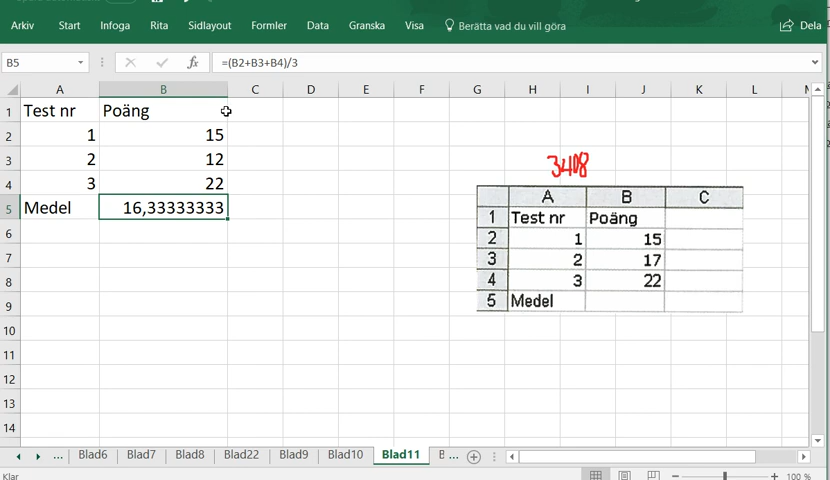 Arkiv Start Infoga Rita Sidlayout Formler Data Granska Visa Berätta vad du vill göra Dela
B5 fx =(B2+B3+B4)/3
A B C D E F G H I J K L
1 Test nr Poäng
2 1 15
3 2 12
4 3 22
5 Medel 16,33333333
6
7
8
9
10
11
12
13
14
3408
A B C
1 Test nr Poäng
2 1 15
3 2 17
4 3 22
5 Medel
... Blad6 Blad7 Blad8 Blad22 Blad9 Blad10 Blad11 B ...
Klar 100 %